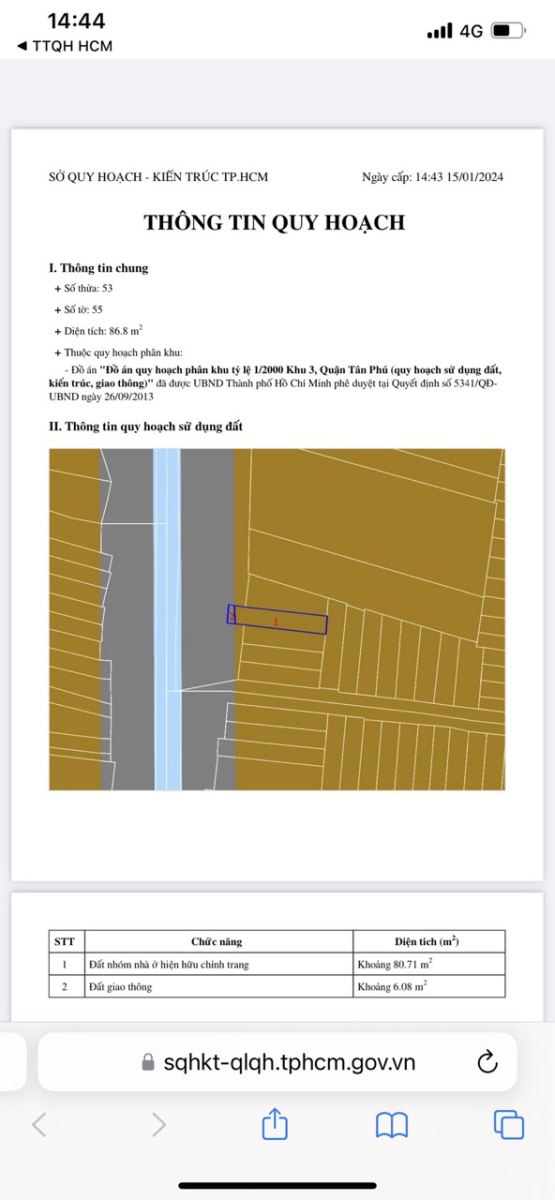 14:44
4G
◀ TTQH HCM
SỞ QUY HOẠCH - KIẾN TRÚC TP.HCM
Ngày cấp: 14:43 15/01/2024
THÔNG TIN QUY HOẠCH
I. Thông tin chung
+ Số thửa: 53
+ Số tờ: 55
+ Diện tích: 86.8 m²
+ Thuộc quy hoạch phân khu:
- Đồ án "Đồ án quy hoạch phân khu tỷ lệ 1/2000 Khu 3, Quận Tân Phú (quy hoạch sử dụng đất,
kiến trúc, giao thông)" đã được UBND Thành phố Hồ Chí Minh phê duyệt tại Quyết định số 5341/QĐ-
UBND ngày 26/09/2013
II. Thông tin quy hoạch sử dụng đất
2
1
STT Chức năng Diện tích (m²)
1 Đất nhóm nhà ở hiện hữu chỉnh trang Khoảng 80.71 m²
2 Đất giao thông Khoảng 6.08 m²
sqhkt-qlqh.tphcm.gov.vn